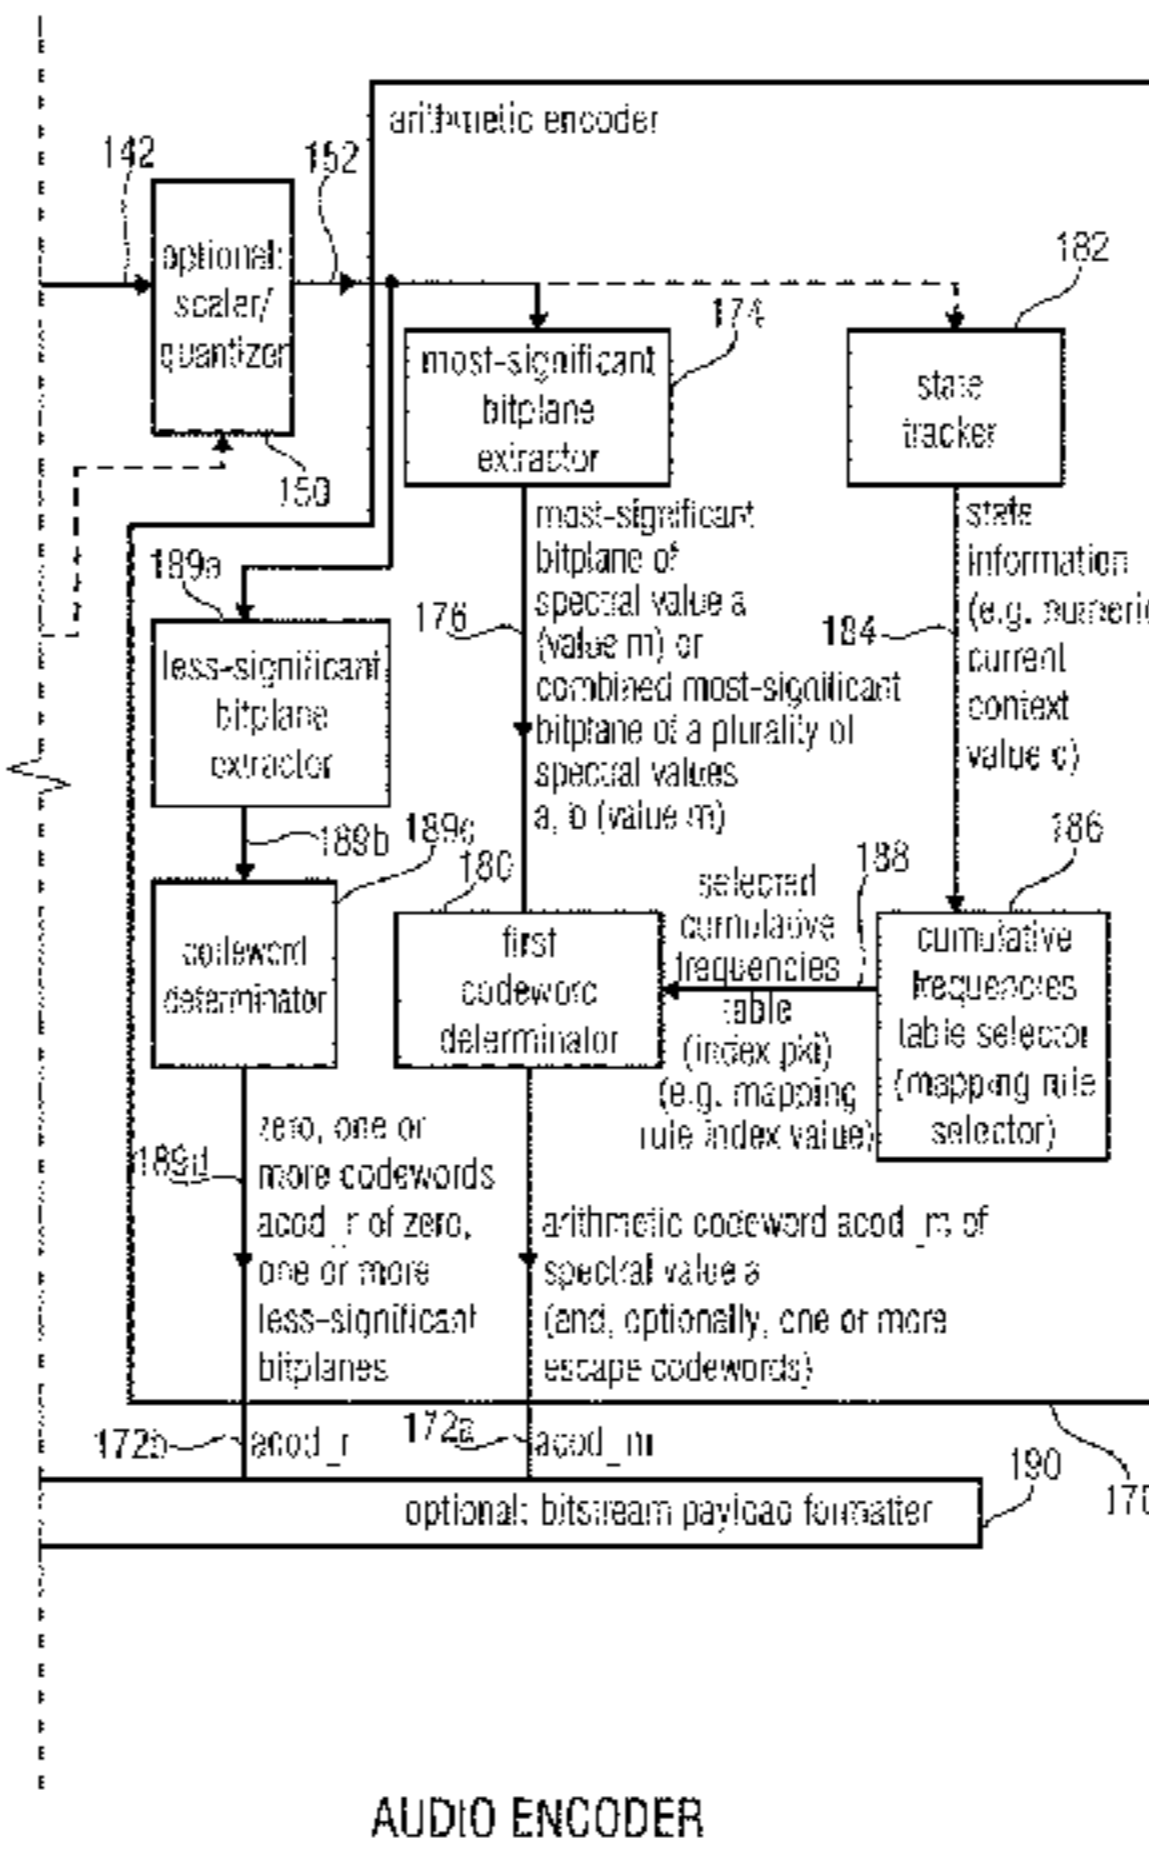 arithmetic encoder
142
152
optional:
scaler/
quantizer
150
182
174
most-significant
bitplane
extractor
state
tracker
189a
less-significant
bitplane
extractor
176
most-significant
bitplane of
spectral value a
(value m) or
combined most-significant
bitplane of a plurality of
spectral values
a, b (value m)
184
state
information
(e.g. numeric
current
context
value c)
189b
189c
180
188
186
codeword
determinator
first
codeword
determinator
selected
cumulative
frequencies
table
(index pki)
(e.g. mapping
rule index value)
cumulative
frequencies
table selector
(mapping rule
selector)
189d
zero, one or
more codewords
acod_r of zero,
one or more
less-significant
bitplanes
arithmetic codeword acod_m of
spectral value a
(and, optionally, one or more
escape codewords)
172b
acod_r
172a
acod_m
190
170
optional: bitstream payload formatter
AUDIO ENCODER